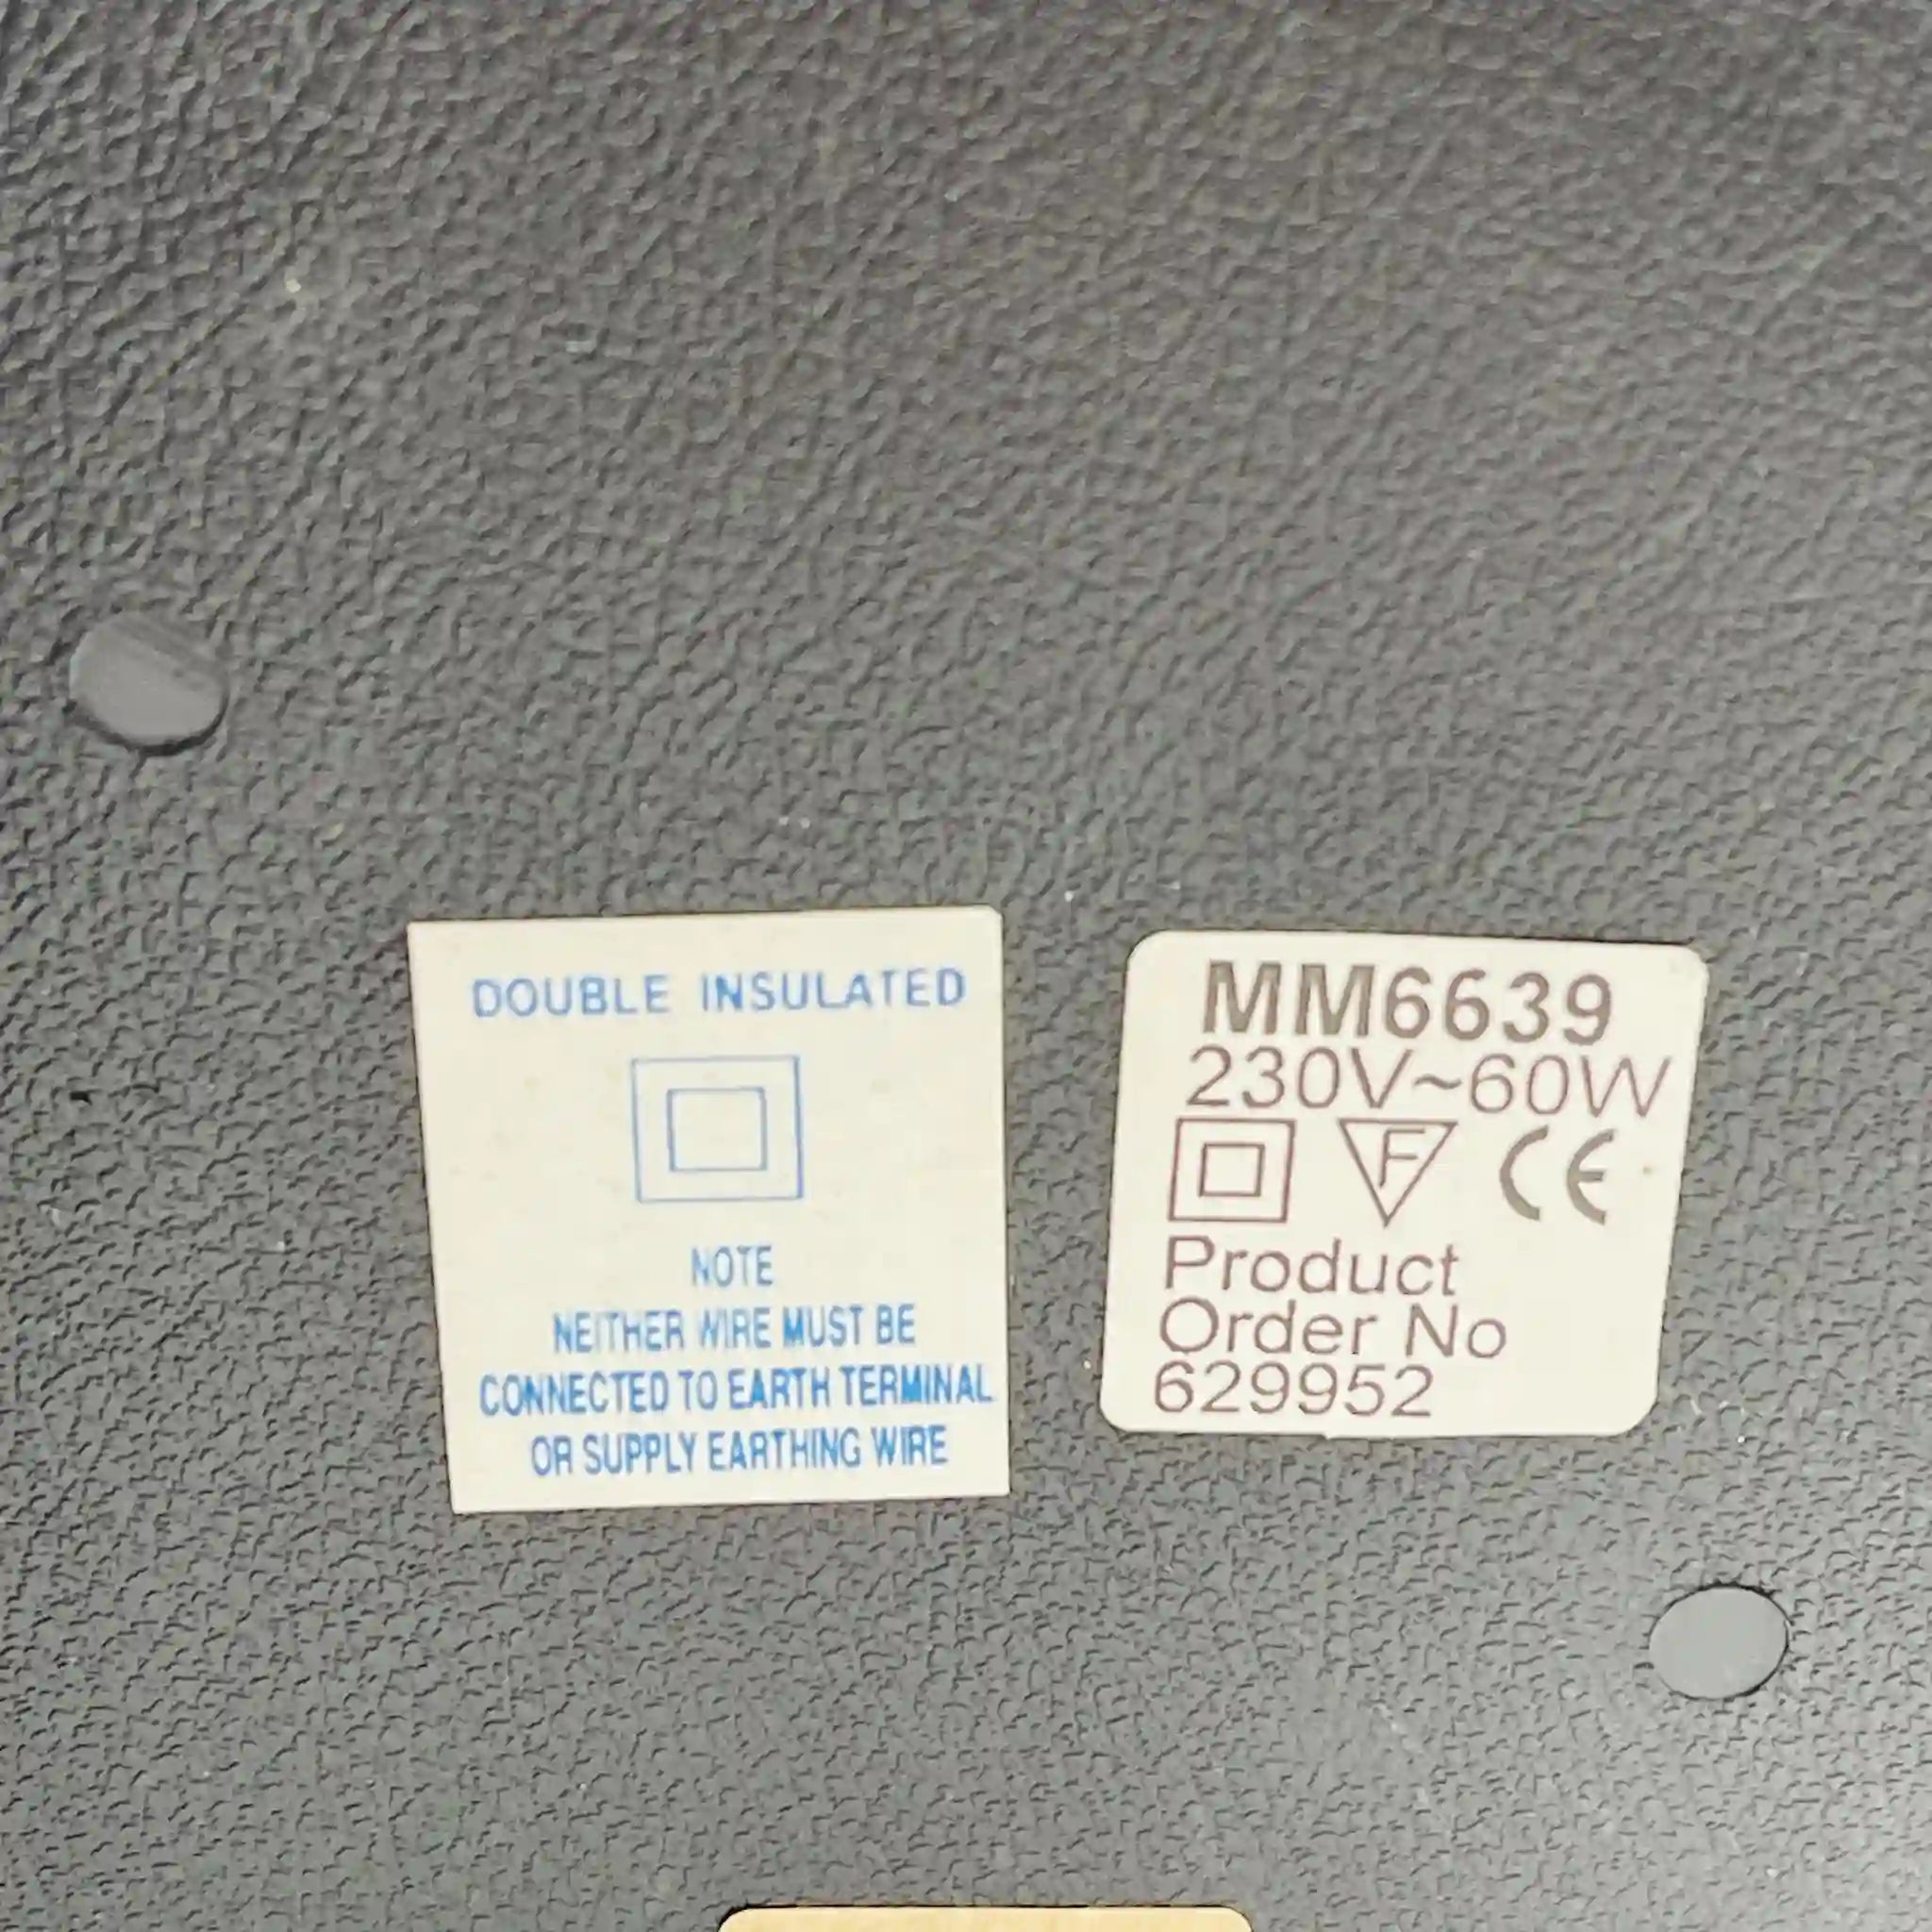 DOUBLE INSULATED
NOTE
NEITHER WIRE MUST BE
CONNECTED TO EARTH TERMINAL
OR SUPPLY EARTHING WIRE
MM6639
230V~60W
F CE
Product
Order No
629952